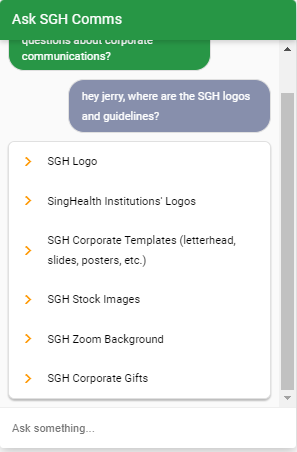 Ask SGH Comms
questions about corporate
communications?
hey jerry, where are the SGH logos
and guidelines?
SGH Logo
SingHealth Institutions' Logos
SGH Corporate Templates (letterhead,
slides, posters, etc.)
SGH Stock Images
SGH Zoom Background
SGH Corporate Gifts
Ask something...